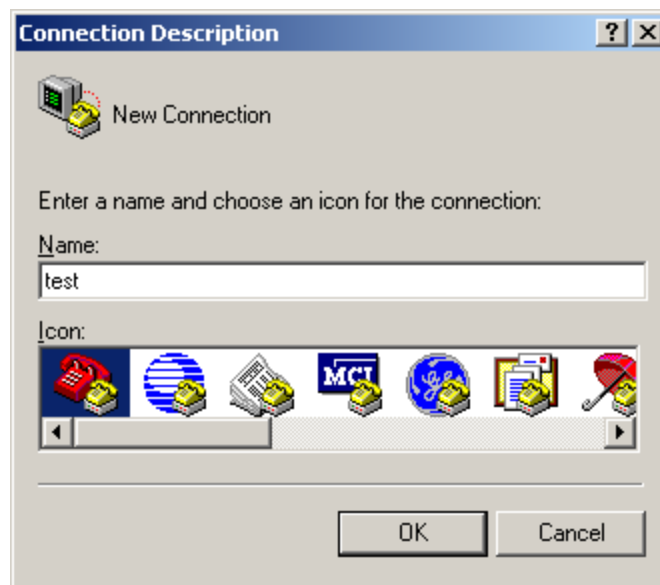 Connection Description
New Connection
Enter a name and choose an icon for the connection:
Name:
test
Icon:
MCI
OK Cancel